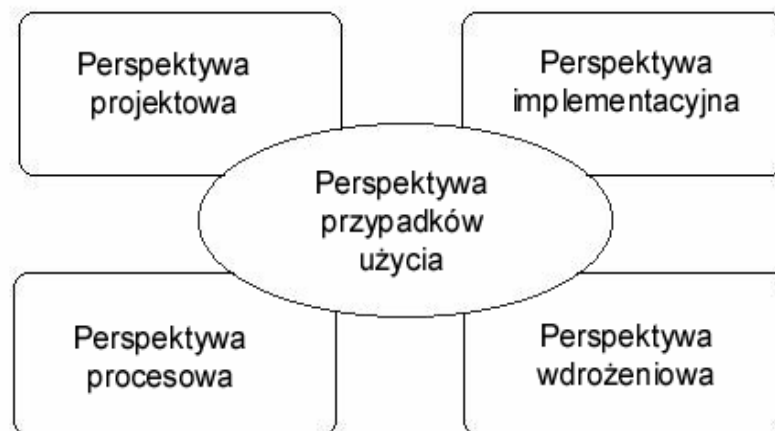 Perspektywa
projektowa
Perspektywa
implementacyjna
Perspektywa
przypadków
użycia
Perspektywa
procesowa
Perspektywa
wdrożeniowa